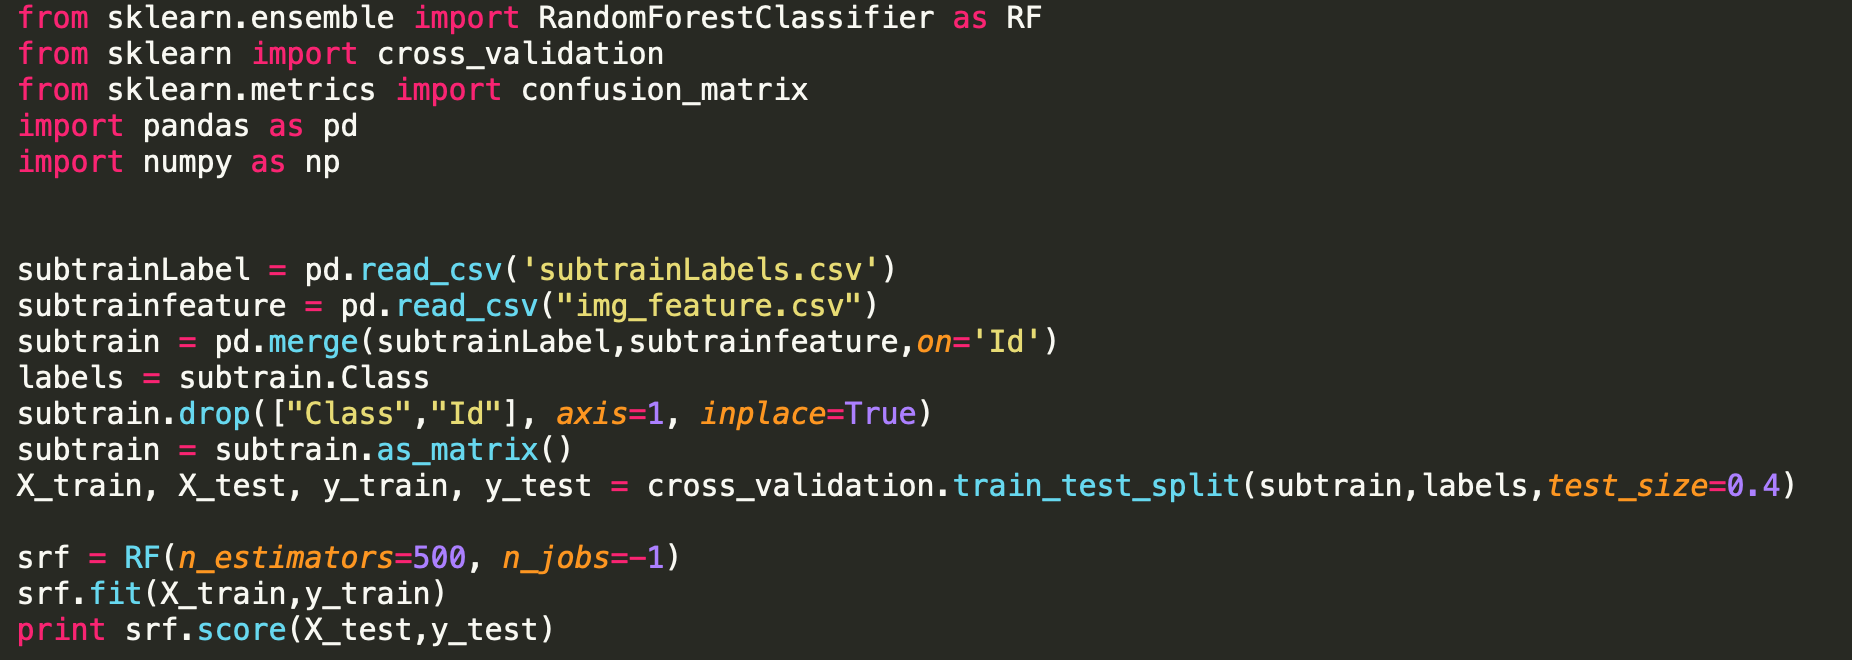 from sklearn.ensemble import RandomForestClassifier as RF
from sklearn import cross_validation
from sklearn.metrics import confusion_matrix
import pandas as pd
import numpy as np
subtrainLabel = pd.read_csv('subtrainLabels.csv')
subtrainfeature = pd.read_csv("img_feature.csv")
subtrain = pd.merge(subtrainLabel,subtrainfeature,on='Id')
labels = subtrain.Class
subtrain.drop(["Class","Id"], axis=1, inplace=True)
subtrain = subtrain.as_matrix()
X_train, X_test, y_train, y_test = cross_validation.train_test_split(subtrain,labels,test_size=0.4)
srf = RF(n_estimators=500, n_jobs=-1)
srf.fit(X_train,y_train)
print srf.score(X_test,y_test)